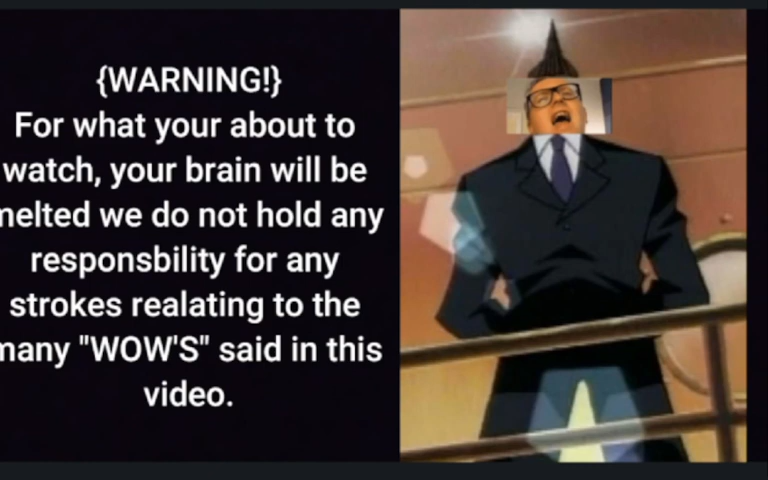 {WARNING!}
For what your about to
watch, your brain will be
melted we do not hold any
responsbility for any
strokes realating to the
many "WOW'S" said in this
video.